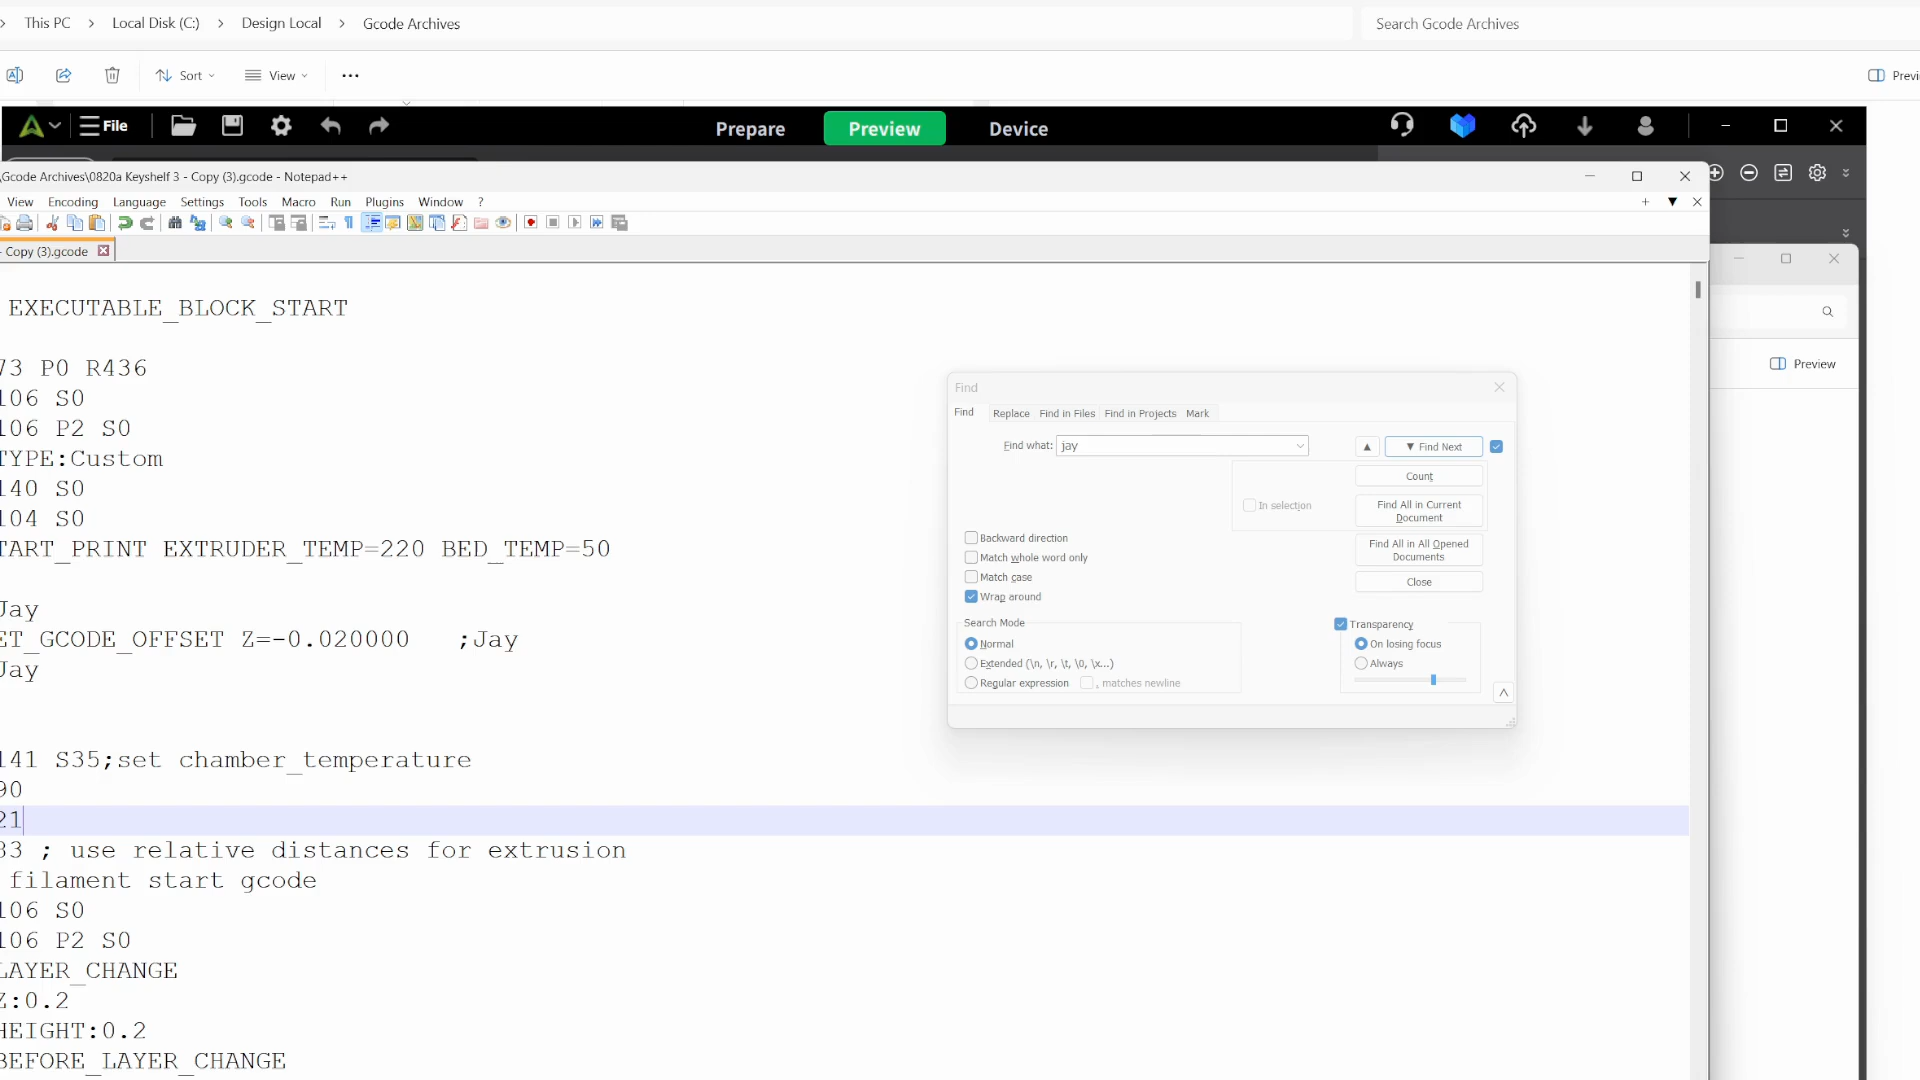 This PC > Local Disk (C:) > Design Local > Gcode Archives
Search Gcode Archives
Sort
View
Previ
File
Prepare
Preview
Device
\Gcode Archives\0820a Keyshelf 3 - Copy (3).gcode - Notepad++
View Encoding Language Settings Tools Macro Run Plugins Window ?
- Copy (3).gcode
EXECUTABLE_BLOCK_START
73 P0 R436
106 S0
106 P2 S0
TYPE:Custom
140 S0
104 S0
TART_PRINT EXTRUDER_TEMP=220 BED_TEMP=50
Jay
ET_GCODE_OFFSET Z=-0.020000 ;Jay
Jay
141 S35;set chamber_temperature
90
21
83 ; use relative distances for extrusion
filament start gcode
106 S0
106 P2 S0
LAYER_CHANGE
Z:0.2
HEIGHT:0.2
BEFORE_LAYER_CHANGE
Find
Find Replace Find in Files Find in Projects Mark
Find what: jay
▲ ▼ Find Next
Count
In selection
Find All in Current
Document
Find All in All Opened
Documents
Close
Backward direction
Match whole word only
Match case
Wrap around
Search Mode
Normal
Extended (\n, \r, \t, \0, \x...)
Regular expression
. matches newline
Transparency
On losing focus
Always
Preview